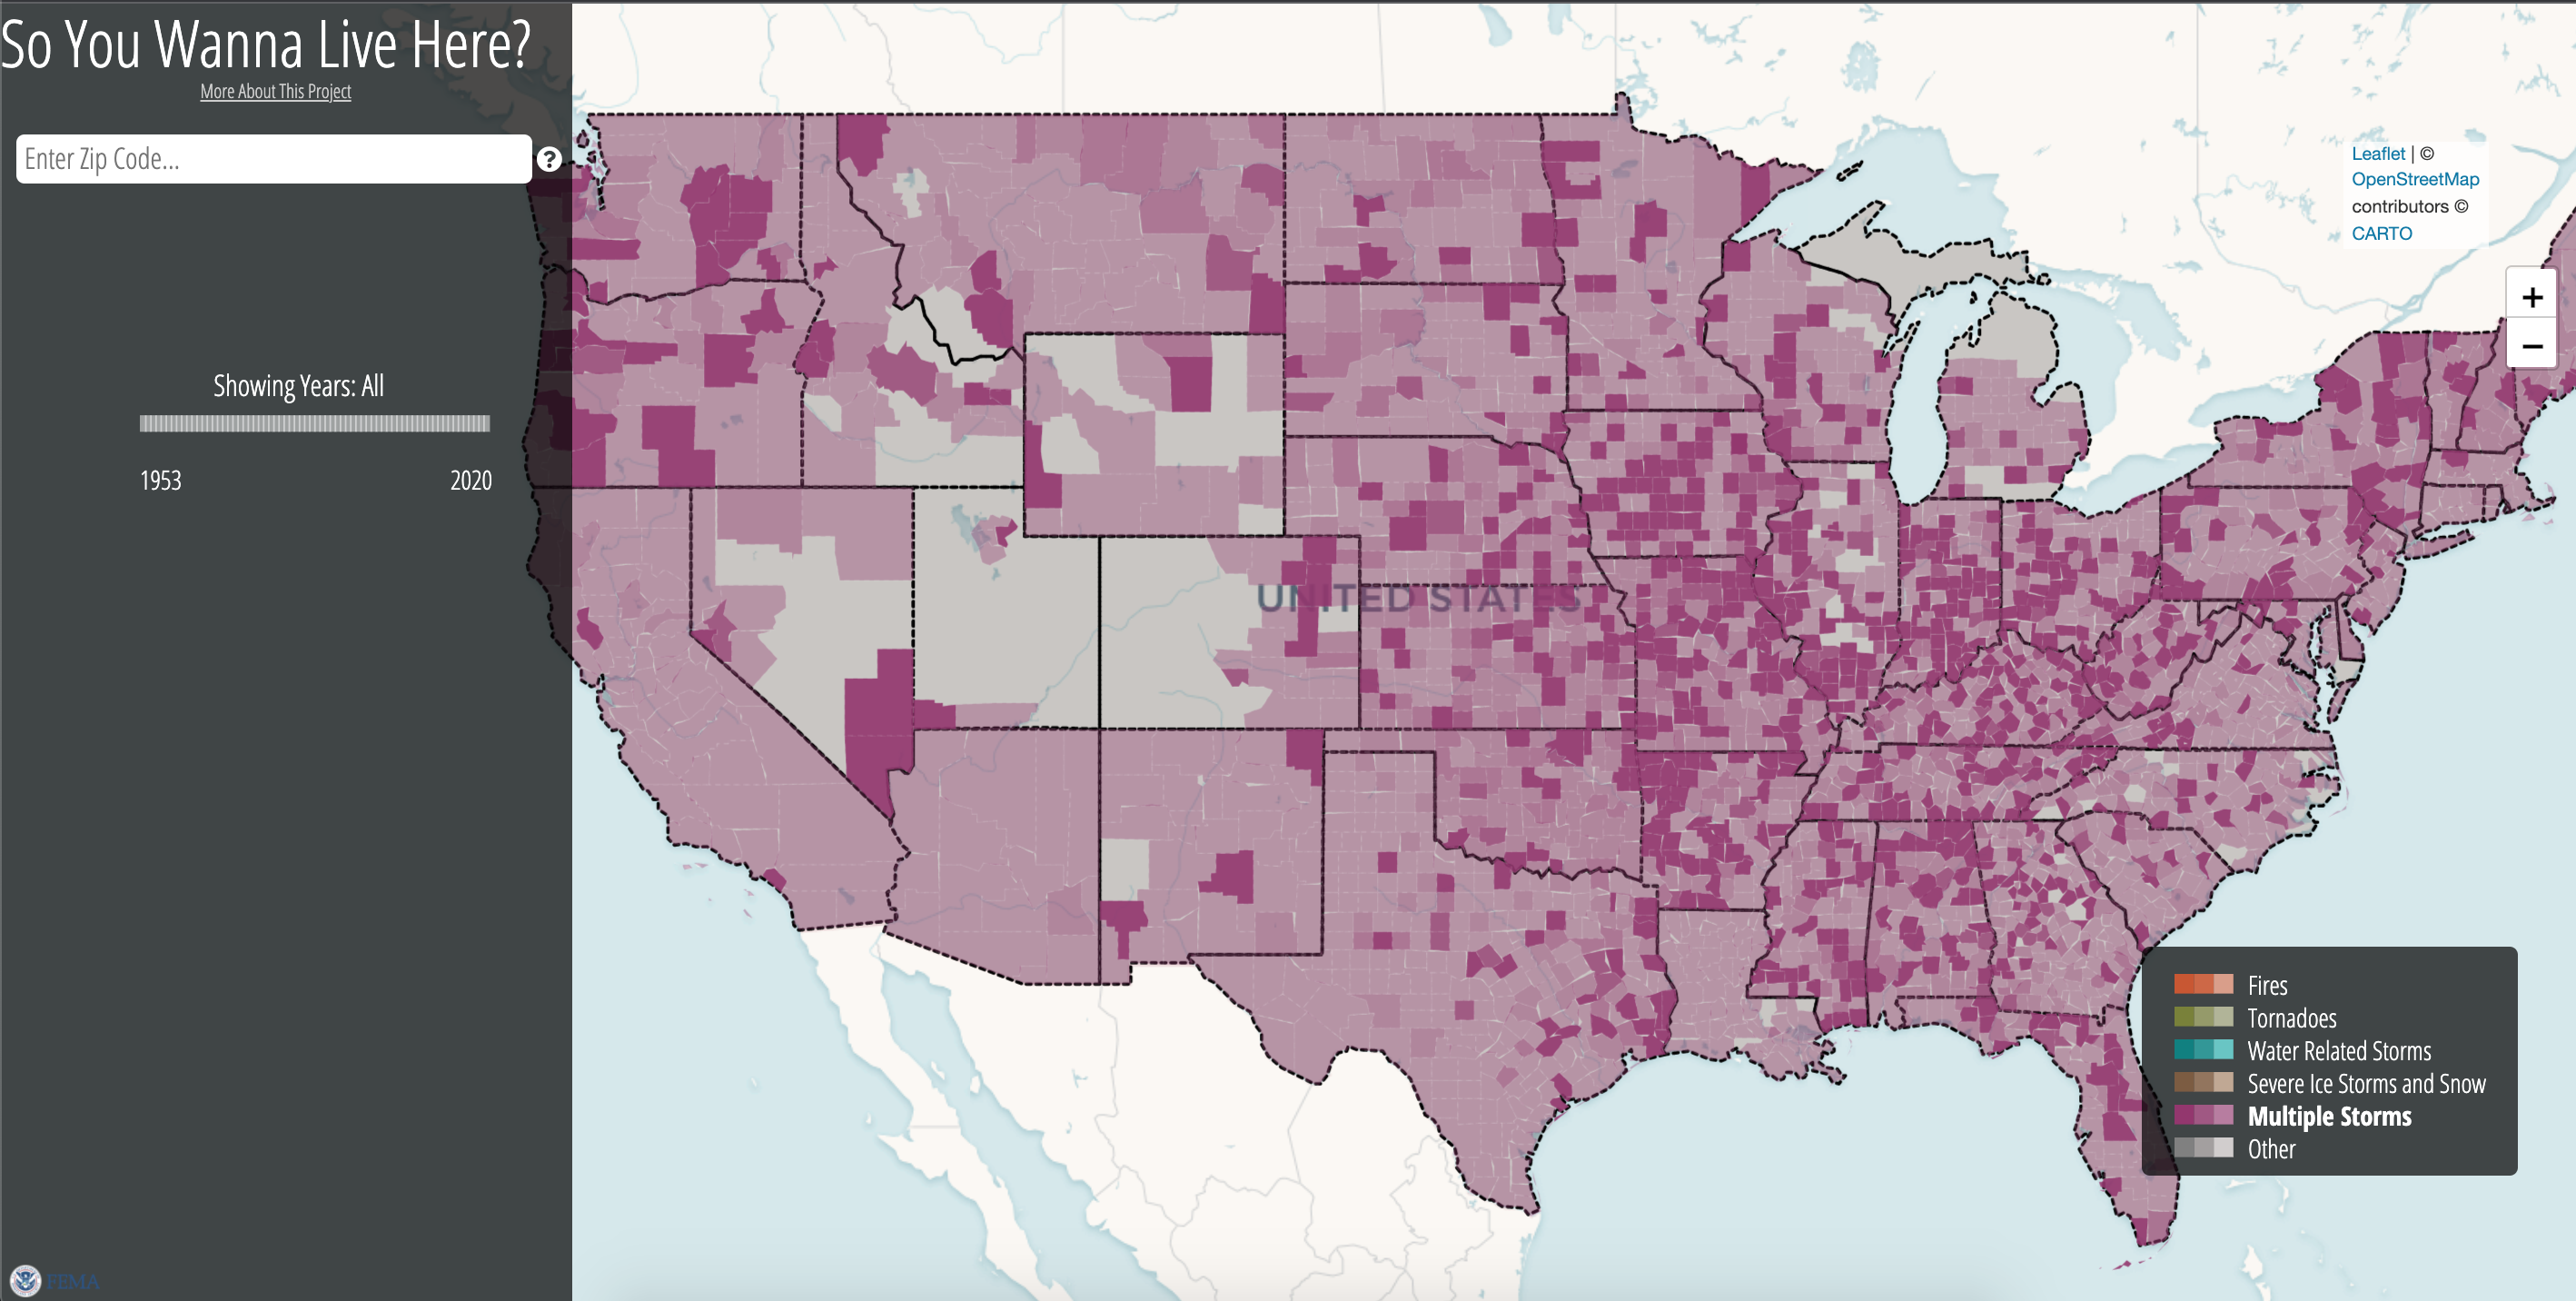 So You Wanna Live Here?
More About This Project
Enter Zip Code...
?
Showing Years: All
1953 2020
FEMA
UNITED STATES
Leaflet | ©
OpenStreetMap
contributors ©
CARTO
+
−
Fires
Tornadoes
Water Related Storms
Severe Ice Storms and Snow
Multiple Storms
Other